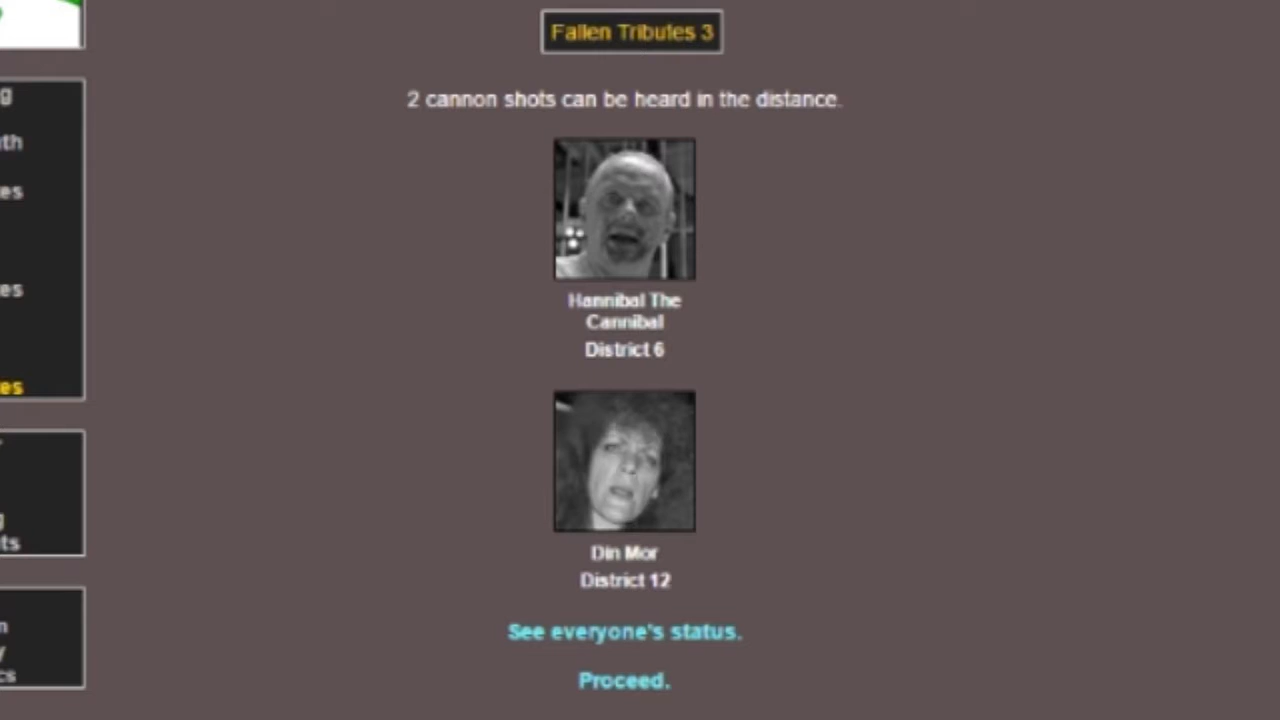 Fallen Tributes 3
2 cannon shots can be heard in the distance.
Hannibal The
Cannibal
District 6
Din Mor
District 12
See everyone's status.
Proceed.